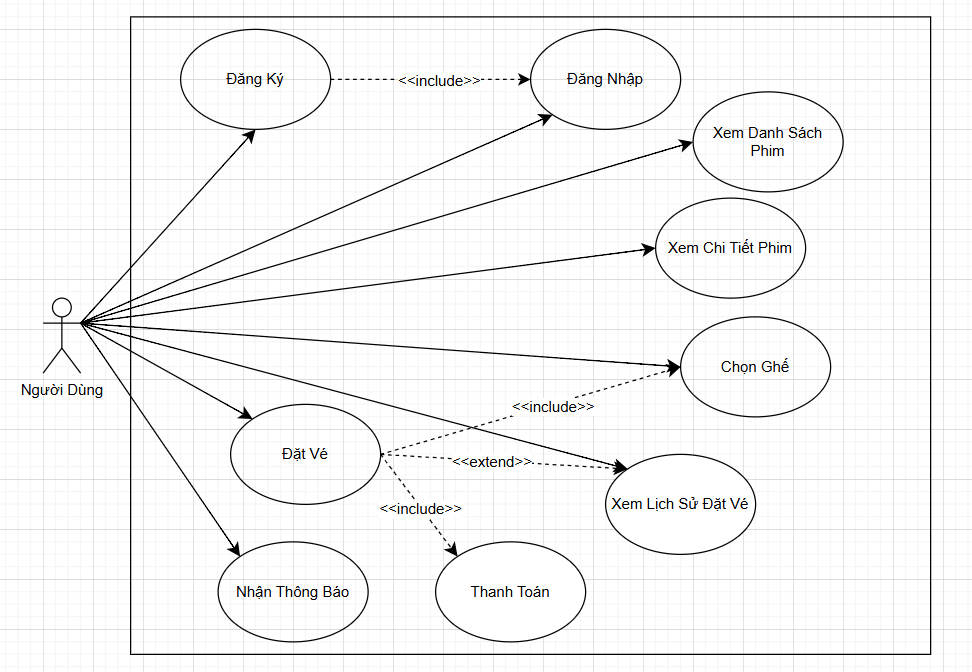 Đăng Ký
<<include>>
Đăng Nhập
Xem Danh Sách
Phim
Xem Chi Tiết Phim
Chọn Ghế
Người Dùng
<<include>>
Đặt Vé
<<extend>>
Xem Lịch Sử Đặt Vé
<<include>>
Nhận Thông Báo
Thanh Toán